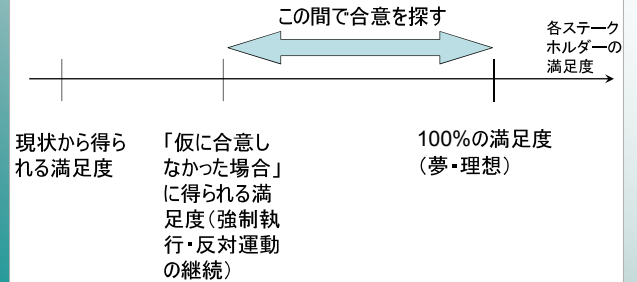 この間で合意を探す
各ステーク
ホルダーの
満足度
現状から得ら
れる満足度
「仮に合意し
なかった場合」
に得られる満
足度(強制執
行・反対運動
の継続)
100%の満足度
(夢・理想)